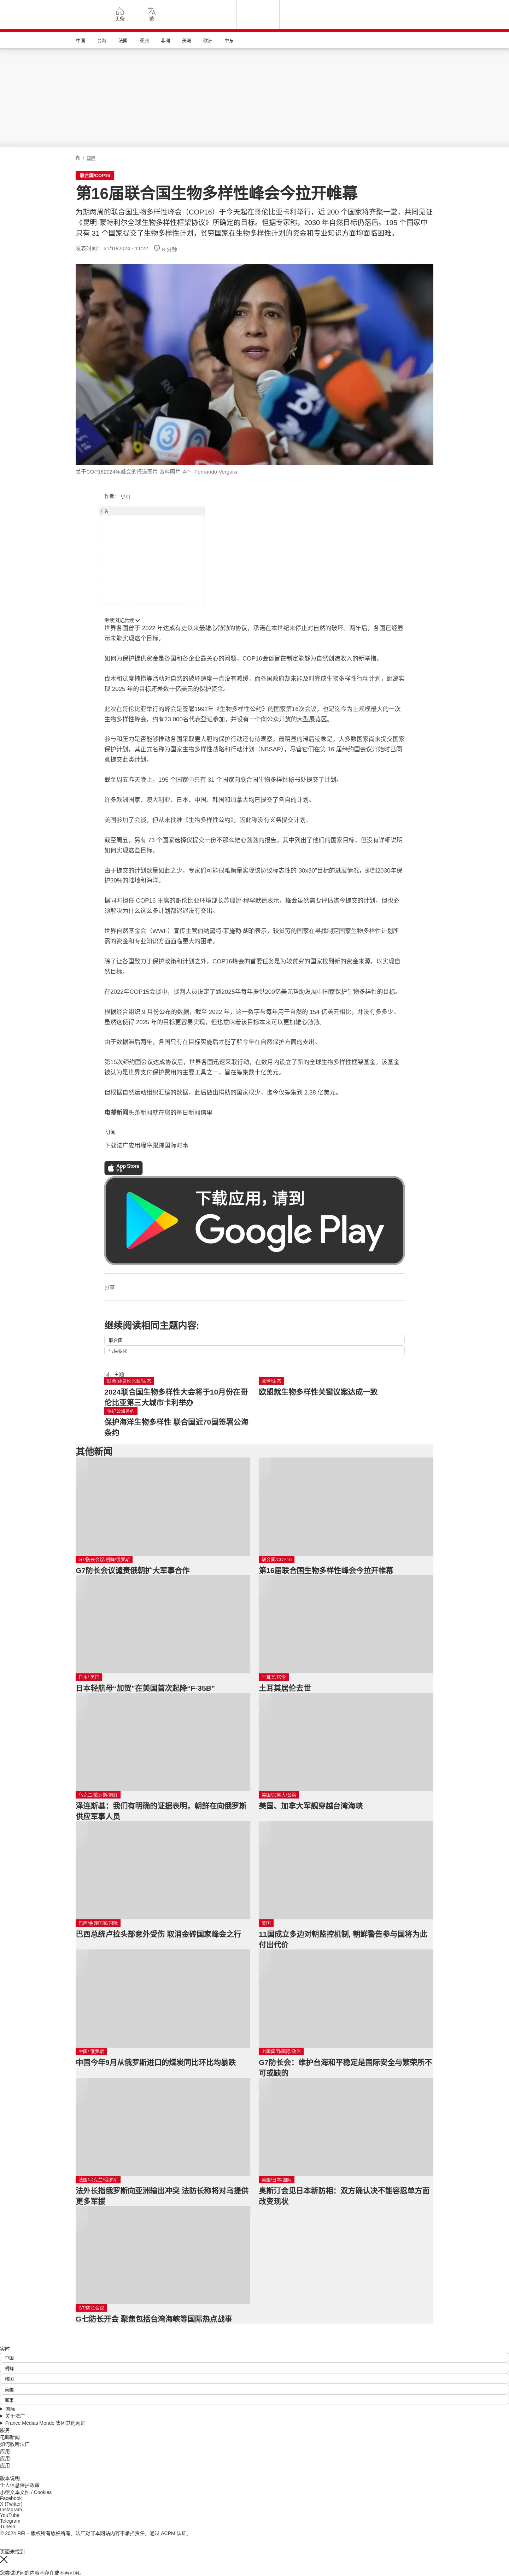 头条
繁
中国
台海
法国
亚洲
非洲
美洲
欧洲
中东
/ 国际
联合国/COP16
第16届联合国生物多样性峰会今拉开帷幕
为期两周的联合国生物多样性峰会（COP16）于今天起在哥伦比亚卡利举行，近 200 个国家将齐聚一堂，共同见证
《昆明-蒙特利尔全球生物多样性框架协议》所确定的目标。但据专家称，2030 年自然目标仍落后。195 个国家中
只有 31 个国家提交了生物多样性计划，贫穷国家在生物多样性计划的资金和专业知识方面均面临困难。
发表时间： 21/10/2024 - 11:22
6 分钟
关于COP162024年峰会的报道图片 资料照片 AP - Fernando Vergara
作者： 小山
广告
继续浏览后续
世界各国曾于 2022 年达成有史以来最雄心勃勃的协议，承诺在本世纪末停止对自然的破坏。两年后，各国已经显
示未能实现这个目标。
如何为保护提供资金是各国和各企业最关心的问题，COP16会谈旨在制定能够为自然创造收入的新举措。
伐木和过度捕捞等活动对自然的破坏速度一直没有减缓，而各国政府却未能及时完成生物多样性行动计划，距离实
现 2025 年的目标还差数十亿美元的保护资金。
此次在哥伦比亚举行的峰会是签署1992年《生物多样性公约》的国家第16次会议，也是迄今为止规模最大的一次
生物多样性峰会，约有23,000名代表登记参加，并设有一个向公众开放的大型展览区。
参与和压力是否能够推动各国采取更大胆的保护行动还有待观察。最明显的滞后迹象是，大多数国家尚未提交国家
保护计划，其正式名称为国家生物多样性战略和行动计划（NBSAP），尽管它们在第 16 届缔约国会议开始时已同
意提交此类计划。
截至周五昨天晚上，195 个国家中只有 31 个国家向联合国生物多样性秘书处提交了计划。
许多欧洲国家、澳大利亚、日本、中国、韩国和加拿大均已提交了各自的计划。
美国参加了会谈，但从未批准《生物多样性公约》，因此称没有义务提交计划。
截至周五，另有 73 个国家选择仅提交一份不那么雄心勃勃的报告，其中列出了他们的国家目标，但没有详细说明
如何实现这些目标。
由于提交的计划数量如此之少，专家们可能很难衡量实现该协议标志性的“30x30”目标的进展情况，即到2030年保
护30%的陆地和海洋。
据同时担任 COP16 主席的哥伦比亚环境部长苏珊娜·穆罕默德表示，峰会虽然需要评估迄今提交的计划，但也必
须解决为什么这么多计划都迟迟没有交出。
世界自然基金会（WWF）宣传主管伯纳黛特·菲施勒·胡珀表示，较贫穷的国家在寻找制定国家生物多样性计划所
需的资金和专业知识方面面临更大的困难。
除了让各国致力于保护政策和计划之外，COP16峰会的首要任务是为较贫穷的国家找到新的资金来源，以实现自
然目标。
在2022年COP15会谈中，谈判人员设定了到2025年每年提供200亿美元帮助发展中国家保护生物多样性的目标。
根据经合组织 9 月份公布的数据，截至 2022 年，这一数字与每年用于自然的 154 亿美元相比，并没有多多少。
虽然这使得 2025 年的目标更容易实现，但也意味着该目标本来可以更加雄心勃勃。
由于数据滞后两年，各国只有在目标实施后才能了解今年在自然保护方面的支出。
第15次缔约国会议达成协议后，世界各国迅速采取行动，在数月内设立了新的全球生物多样性框架基金，该基金
被认为是世界支付保护费用的主要工具之一，旨在筹集数十亿美元。
但根据自然运动组织汇编的数据，此后做出捐助的国家很少，迄今仅筹集到 2.38 亿美元。
电邮新闻头条新闻就在您的每日新闻信里
订阅
下载法广应用程序跟踪国际时事
App Store
下载应用，请到
Google Play
分享 :
继续阅读相同主题内容:
联合国
气候变化
同一主题
联合国/哥伦比亚/生态
2024联合国生物多样性大会将于10月份在哥
伦比亚第三大城市卡利举办
欧盟/生态
欧盟就生物多样性关键议案达成一致
保护公海条约
保护海洋生物多样性 联合国近70国签署公海
条约
其他新闻
G7/防长会议/朝鲜/俄罗斯
G7防长会议谴责俄朝扩大军事合作
联合国/COP16
第16届联合国生物多样性峰会今拉开帷幕
日本/ 美国
日本轻航母“加贺”在美国首次起降“F-35B”
土耳其/居伦
土耳其居伦去世
乌克兰/俄罗斯/朝鲜
泽连斯基：我们有明确的证据表明，朝鲜在向俄罗斯
供应军事人员
美国/加拿大/台湾
美国、加拿大军舰穿越台湾海峡
巴西/金砖国家/国际
巴西总统卢拉头部意外受伤 取消金砖国家峰会之行
美国
11国成立多边对朝监控机制, 朝鲜警告参与国将为此
付出代价
中国/ 俄罗斯
中国今年9月从俄罗斯进口的煤炭同比环比均暴跌
七国集团/国际/政治
G7防长会：维护台海和平稳定是国际安全与繁荣所不
可或缺的
法国/乌克兰/俄罗斯
法外长指俄罗斯向亚洲输出冲突 法防长称将对乌提供
更多军援
美国/日本/国际
奥斯汀会见日本新防相：双方确认决不能容忍单方面
改变现状
G7/防长会议
G七防长开会 聚焦包括台湾海峡等国际热点战事
实时
中国
朝鲜
韩国
美国
军事
国际
关于法广
France Médias Monde 集团其他网站
服务
电邮新闻
如何收听法广
应用
应用
应用
版本说明
个人信息保护政策
小型文本文件 / Cookies
Facebook
X (Twitter)
Instagram
YouTube
Telegram
TuneIn
© 2024 RFI – 版权所有版权所有。法广对非本网站内容不承担责任。通过 ACPM 认证。
页面未找到
您尝试访问的内容不存在或不再可用。